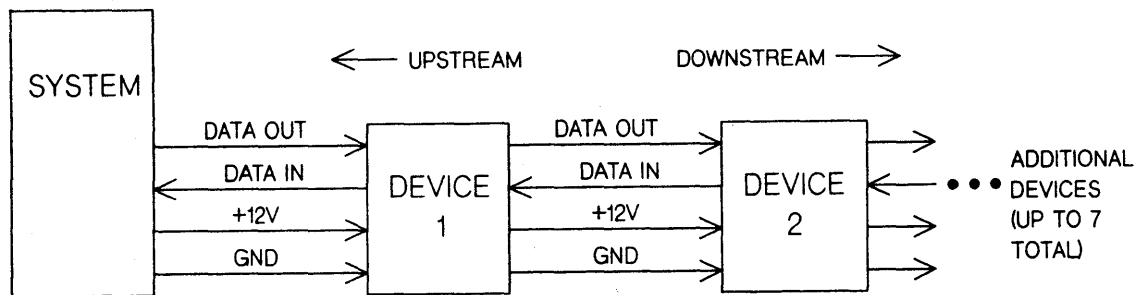 SYSTEM
UPSTREAM
DOWNSTREAM
DATA OUT
DATA IN
+12V
GND
DEVICE
1
DATA OUT
DATA IN
+12V
GND
DEVICE
2
ADDITIONAL
DEVICES
(UP TO 7
TOTAL)